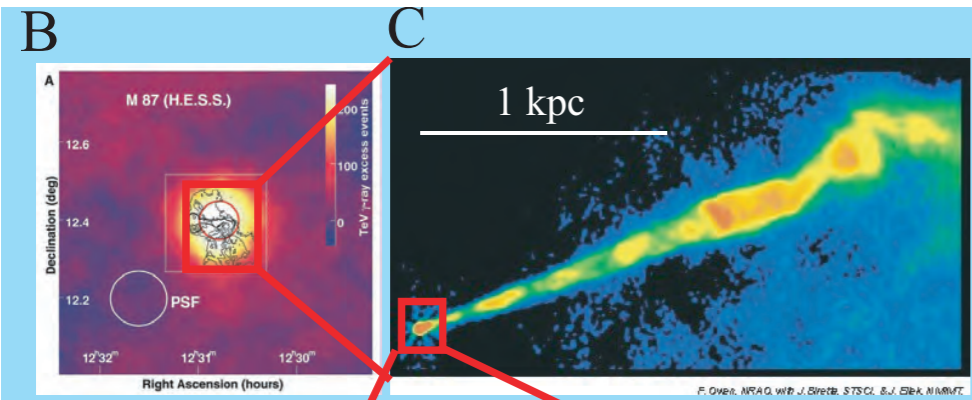 B
C
A
M 87 (H.E.S.S.)
200
100
0
TeV γ-ray excess events
12.6
12.4
12.2
Declination (deg)
PSF
12ʰ32ᵐ
12ʰ31ᵐ
12ʰ30ᵐ
Right Ascension (hours)
1 kpc
F. Owen, NRAO, with J. Biretta, STSCI, & J. Eilek, NMIMT